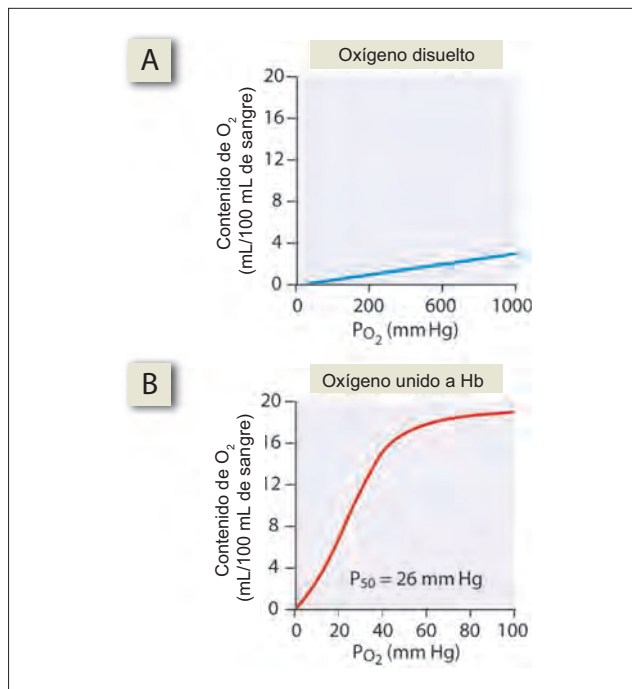 A
Oxígeno disuelto
Contenido de O2
(mL/100 mL de sangre)
20
16
12
8
4
0
0 200 600 1000
PO2 (mm Hg)
B
Oxígeno unido a Hb
Contenido de O2
(mL/100 mL de sangre)
20
16
12
8
4
0
P50 = 26 mm Hg
0 20 40 60 80 100
PO2 (mm Hg)